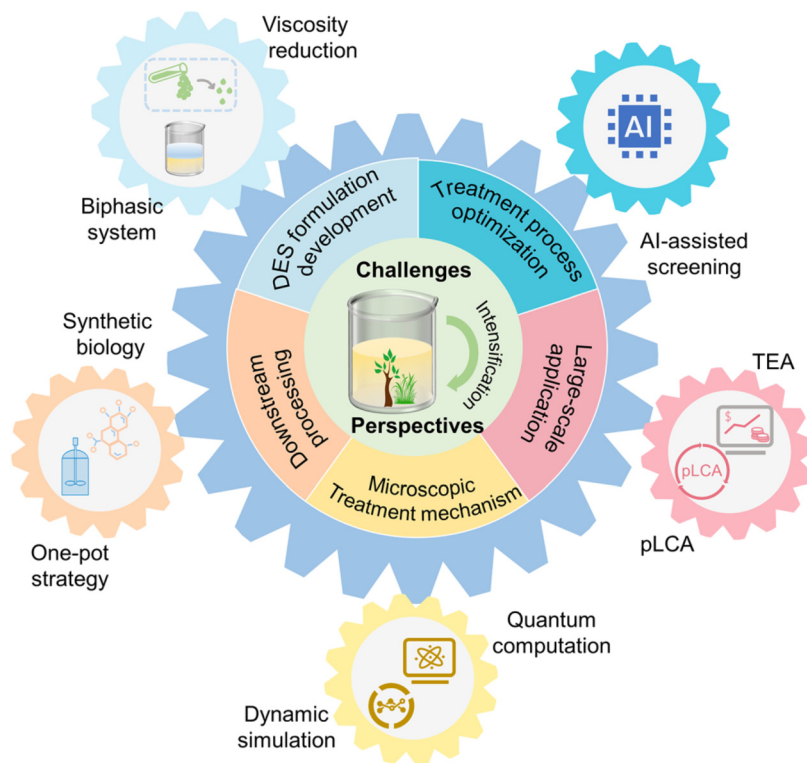 Viscosity
reduction
Biphasic
system
AI
AI-assisted
screening
DES formulation
development
Treatment process
optimization
Challenges
Intensification
Perspectives
Synthetic
biology
One-pot
strategy
Downstream
processing
Large-scale
application
TEA
$
pLCA
pLCA
Microscopic
Treatment mechanism
Quantum
computation
Dynamic
simulation